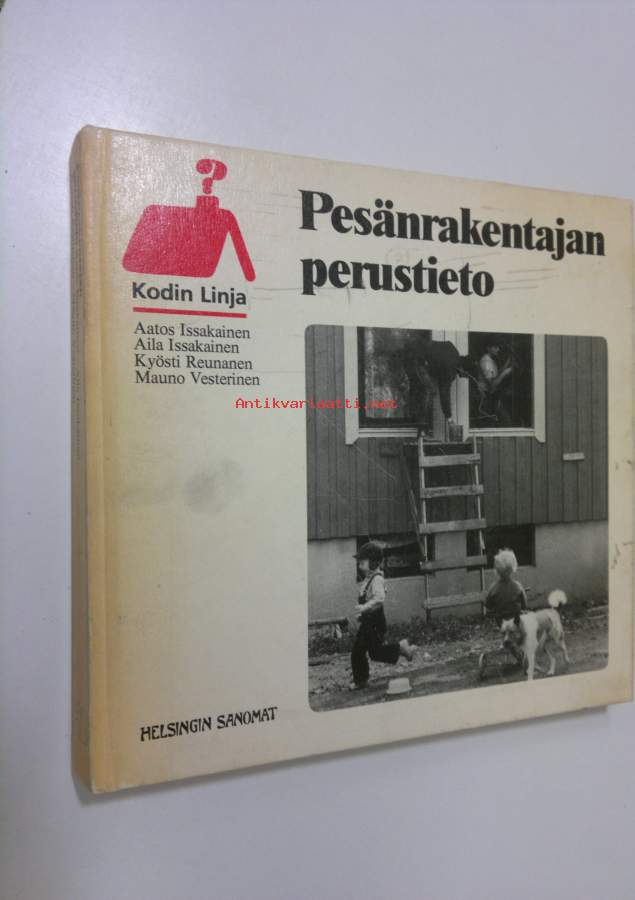 Pesänrakentajan
perustieto
Kodin Linja
Aatos Issakainen
Aila Issakainen
Kyösti Reunanen
Mauno Vesterinen
Antikvariaatti.net
HELSINGIN SANOMAT